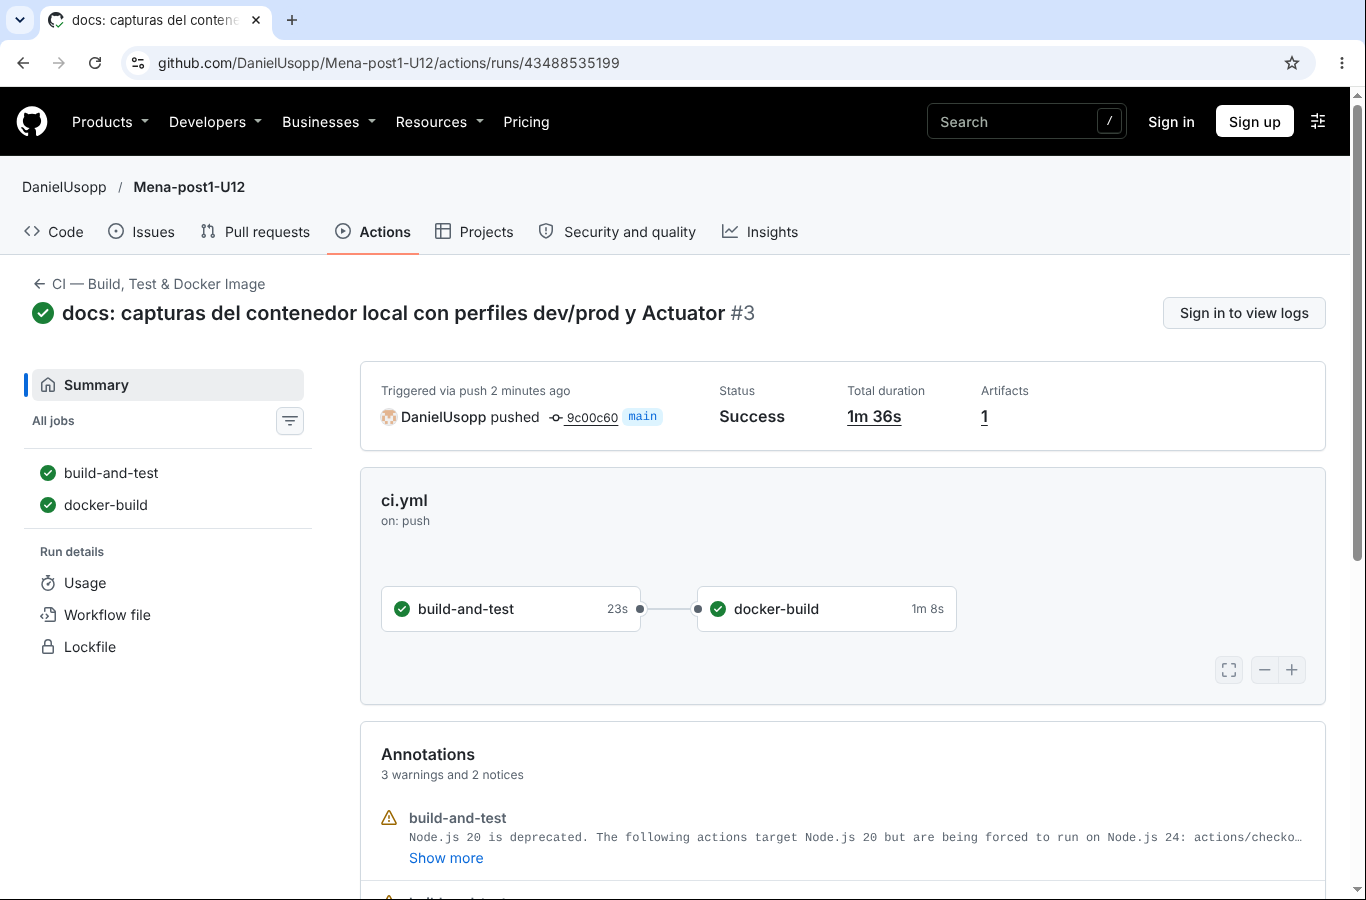 docs: capturas del contene
github.com/DanielUsopp/Mena-post1-U12/actions/runs/43488535199
Products Developers Businesses Resources Pricing Search / Sign in Sign up
DanielUsopp / Mena-post1-U12
Code Issues Pull requests Actions Projects Security and quality Insights
← CI — Build, Test & Docker Image
docs: capturas del contenedor local con perfiles dev/prod y Actuator #3
Sign in to view logs
Summary
All jobs
build-and-test
docker-build
Run details
Usage
Workflow file
Lockfile
Triggered via push 2 minutes ago
DanielUsopp pushed 9c00c60 main
Status
Success
Total duration
1m 36s
Artifacts
1
ci.yml
on: push
build-and-test 23s
docker-build 1m 8s
Annotations
3 warnings and 2 notices
build-and-test
Node.js 20 is deprecated. The following actions target Node.js 20 but are being forced to run on Node.js 24: actions/checko…
Show more